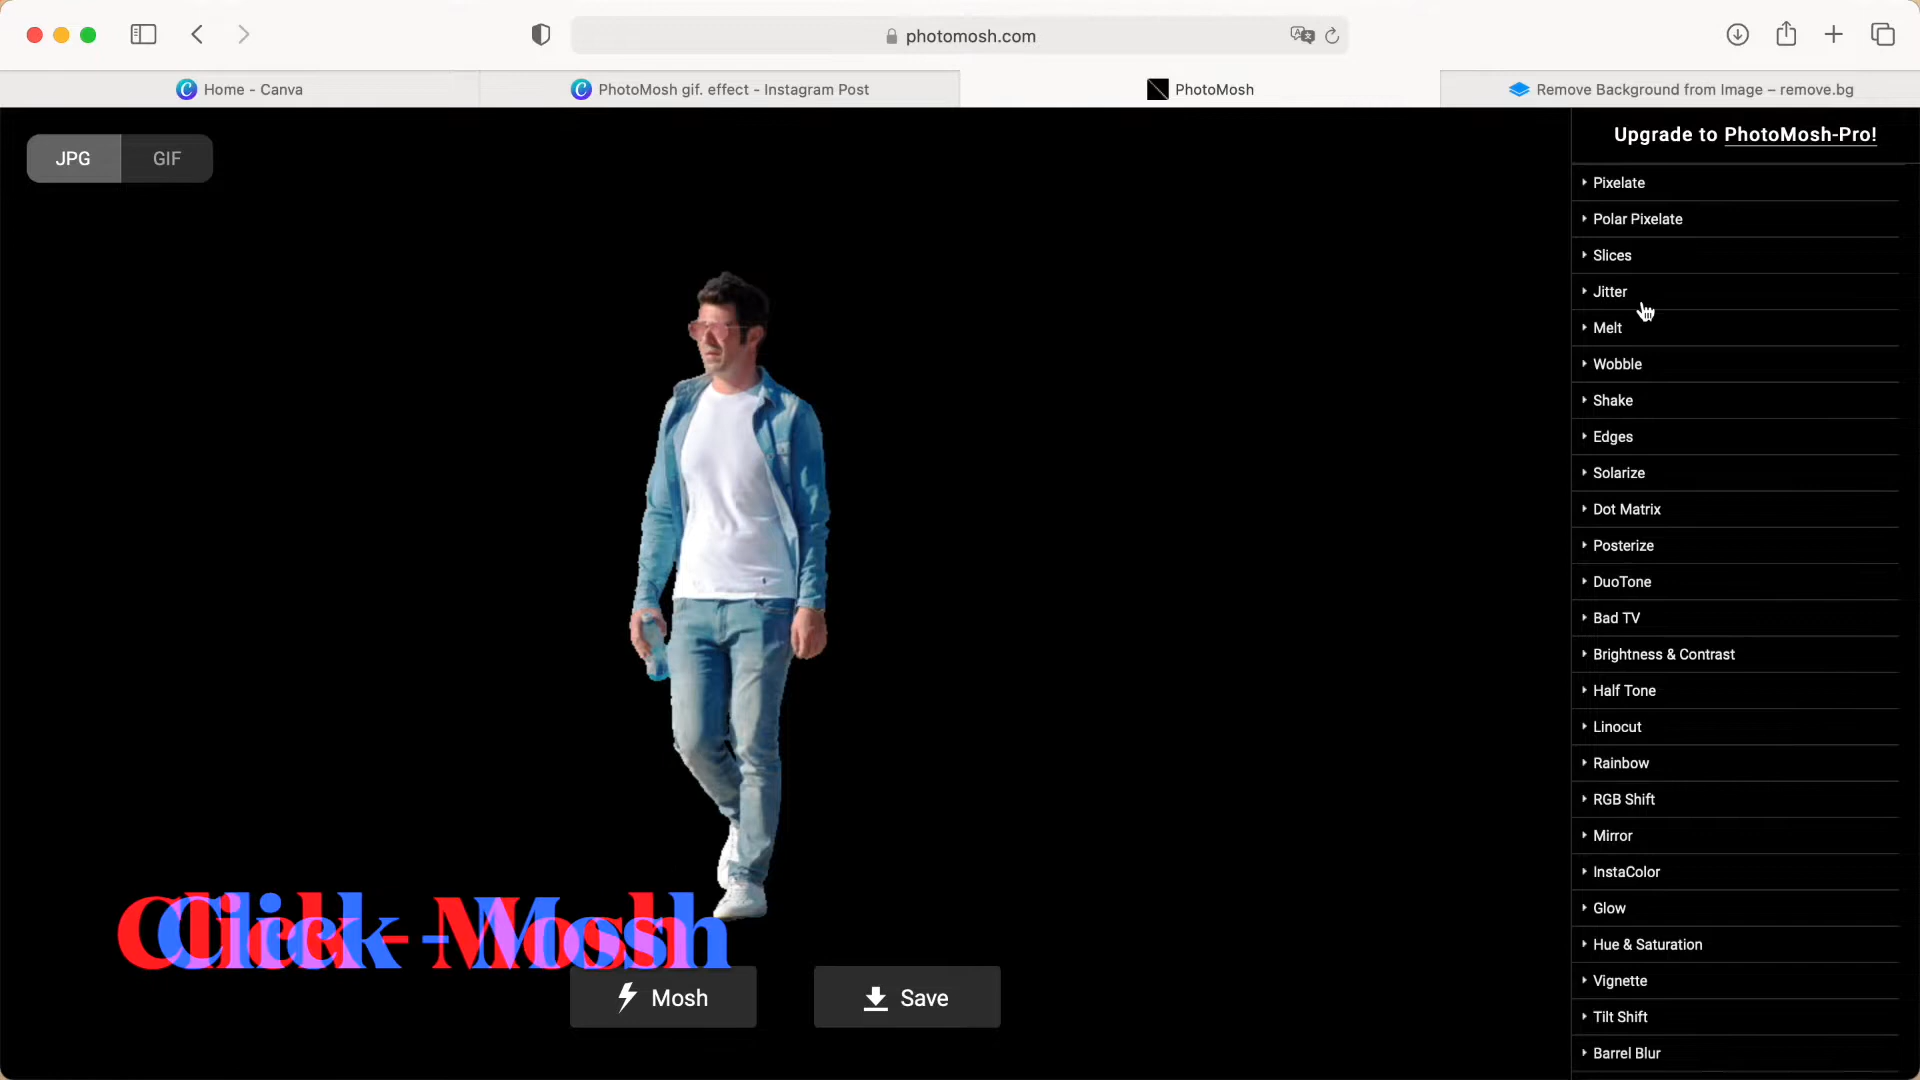 photomosh.com
Home - Canva
PhotoMosh gif. effect - Instagram Post
PhotoMosh
Remove Background from Image – remove.bg
JPG
GIF
Upgrade to PhotoMosh-Pro!
Pixelate
Polar Pixelate
Slices
Jitter
Melt
Wobble
Shake
Edges
Solarize
Dot Matrix
Posterize
DuoTone
Bad TV
Brightness & Contrast
Half Tone
Linocut
Rainbow
RGB Shift
Mirror
InstaColor
Glow
Hue & Saturation
Vignette
Tilt Shift
Barrel Blur
Click - Mosh
Mosh
Save